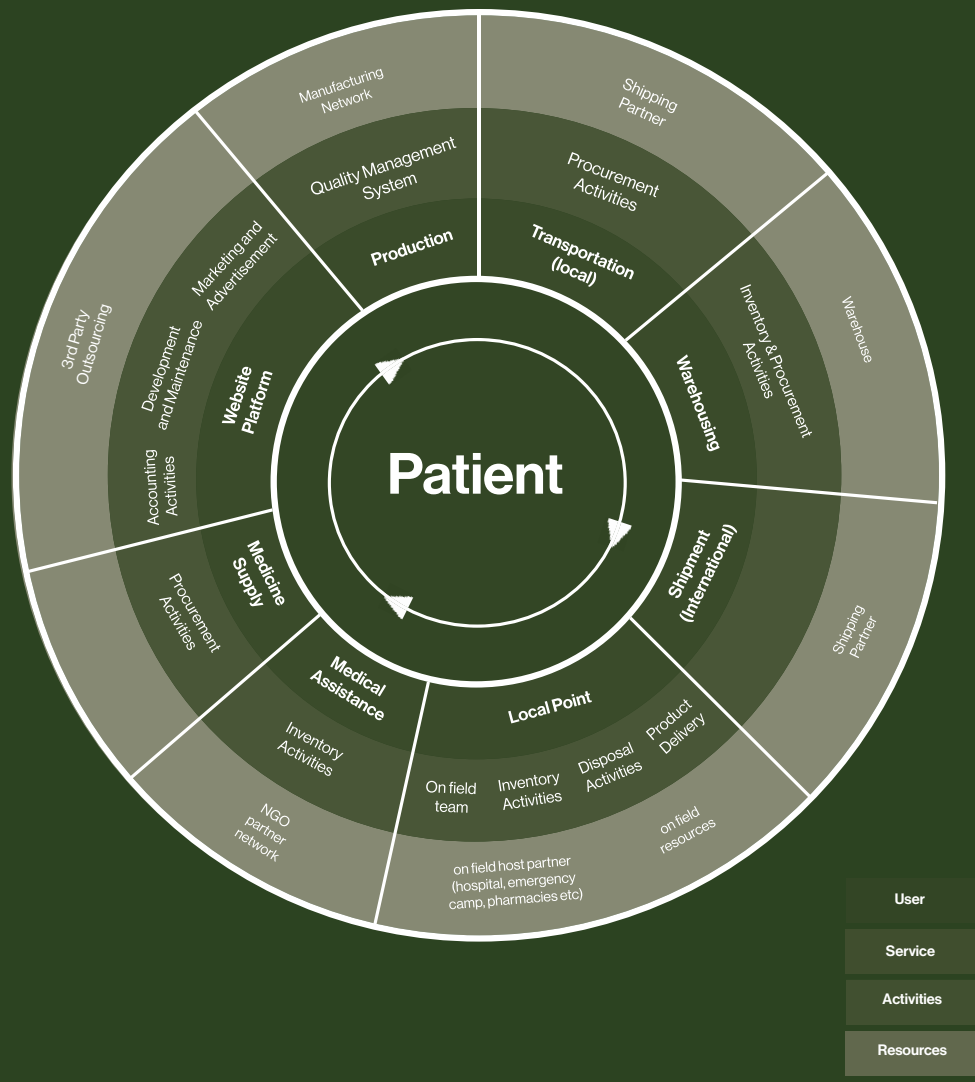 Patient
Production
Quality Management
System
Manufacturing
Network
Transportation
(local)
Procurement
Activities
Shipping
Partner
Warehousing
Inventory & Procurement
Activities
Warehouse
Shipment
(International)
Shipping
Partner
Local Point
On field
team
Inventory
Activities
Disposal
Activities
Product
Delivery
on field host partner
(hospital, emergency
camp, pharmacies etc)
on field
resources
Medical
Assistance
Inventory
Activities
NGO
partner
network
Medicine
Supply
Procurement
Activities
Website
Platform
Accounting
Activities
Development
and Maintenance
Marketing and
Advertisement
3rd Party
Outsourcing
User
Service
Activities
Resources